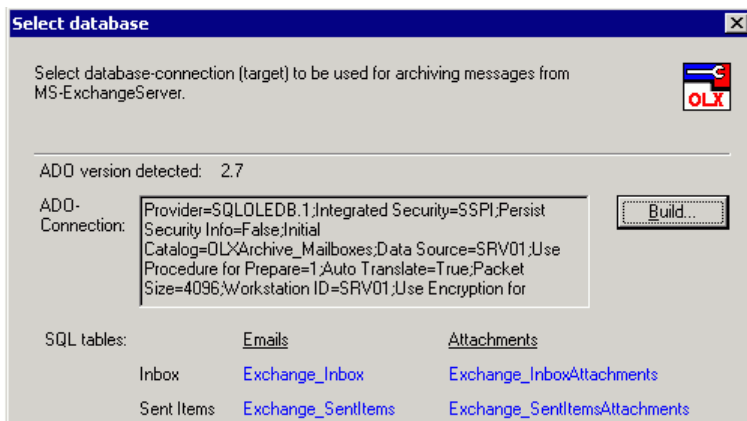 Select database
Select database-connection (target) to be used for archiving messages from
MS-ExchangeServer.
OLX
ADO version detected: 2.7
ADO-
Connection:
Provider=SQLOLEDB.1;Integrated Security=SSPI;Persist
Security Info=False;Initial
Catalog=OLXArchive_Mailboxes;Data Source=SRV01;Use
Procedure for Prepare=1;Auto Translate=True;Packet
Size=4096;Workstation ID=SRV01;Use Encryption for
Build...
SQL tables: Emails Attachments
Inbox Exchange_Inbox Exchange_InboxAttachments
Sent Items Exchange_SentItems Exchange_SentItemsAttachments